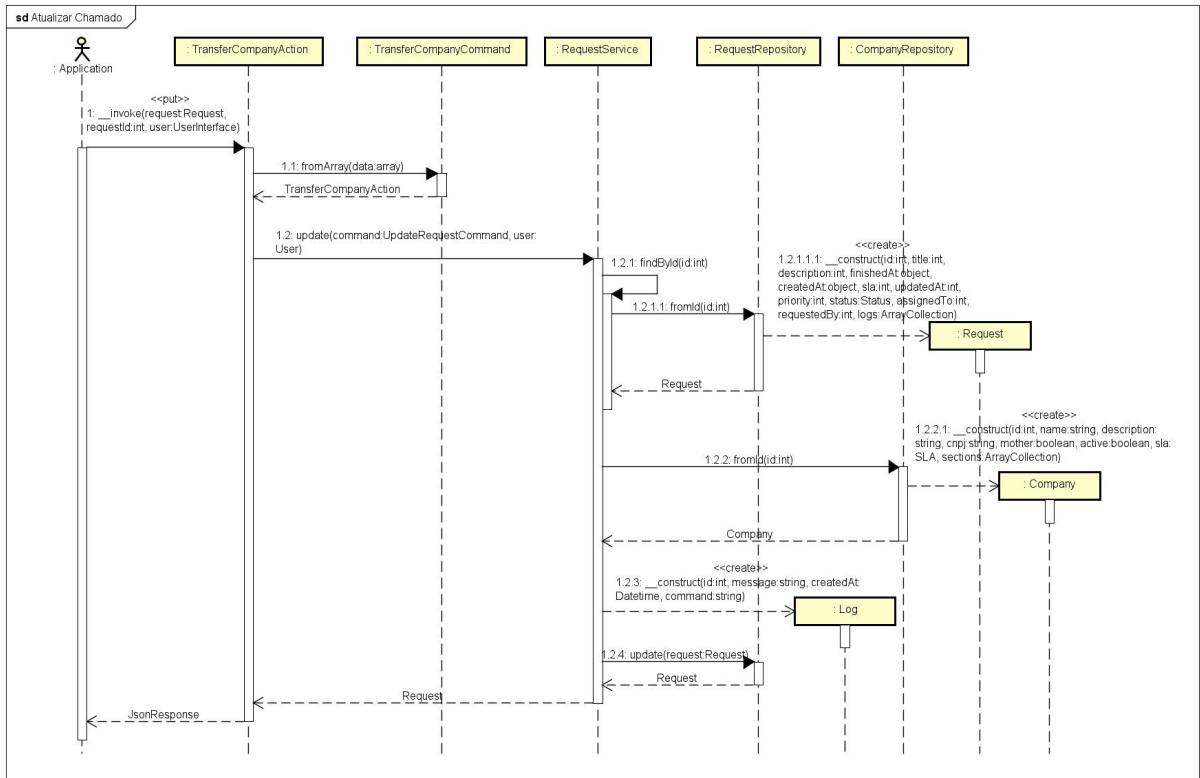 sd Atualizar Chamado
: Application
: TransferCompanyAction
: TransferCompanyCommand
: RequestService
: RequestRepository
: CompanyRepository
<<put>>
1: __invoke(request:Request,
requestId:int, user:UserInterface)
1.1: fromArray(data:array)
TransferCompanyAction
1.2: update(command:UpdateRequestCommand, user:
User)
1.2.1: findById(id:int)
1.2.1.1: fromId(id:int)
<<create>>
1.2.1.1.1: __construct(id:int, title:int,
description:int, finishedAt:object,
createdAt:object, sla:int, updatedAt:int,
priority:int, status:Status, assignedTo:int,
requestedBy:int, logs:ArrayCollection)
: Request
Request
<<create>>
1.2.2.1: __construct(id:int, name:string, description:
string, cnpj:string, mother:boolean, active:boolean, sla:
SLA, sections:ArrayCollection)
1.2.2: fromId(id:int)
: Company
Company
<<create>>
1.2.3: __construct(id:int, message:string, createdAt:
Datetime, command:string)
: Log
1.2.4: update(request:Request)
Request
Request
JsonResponse